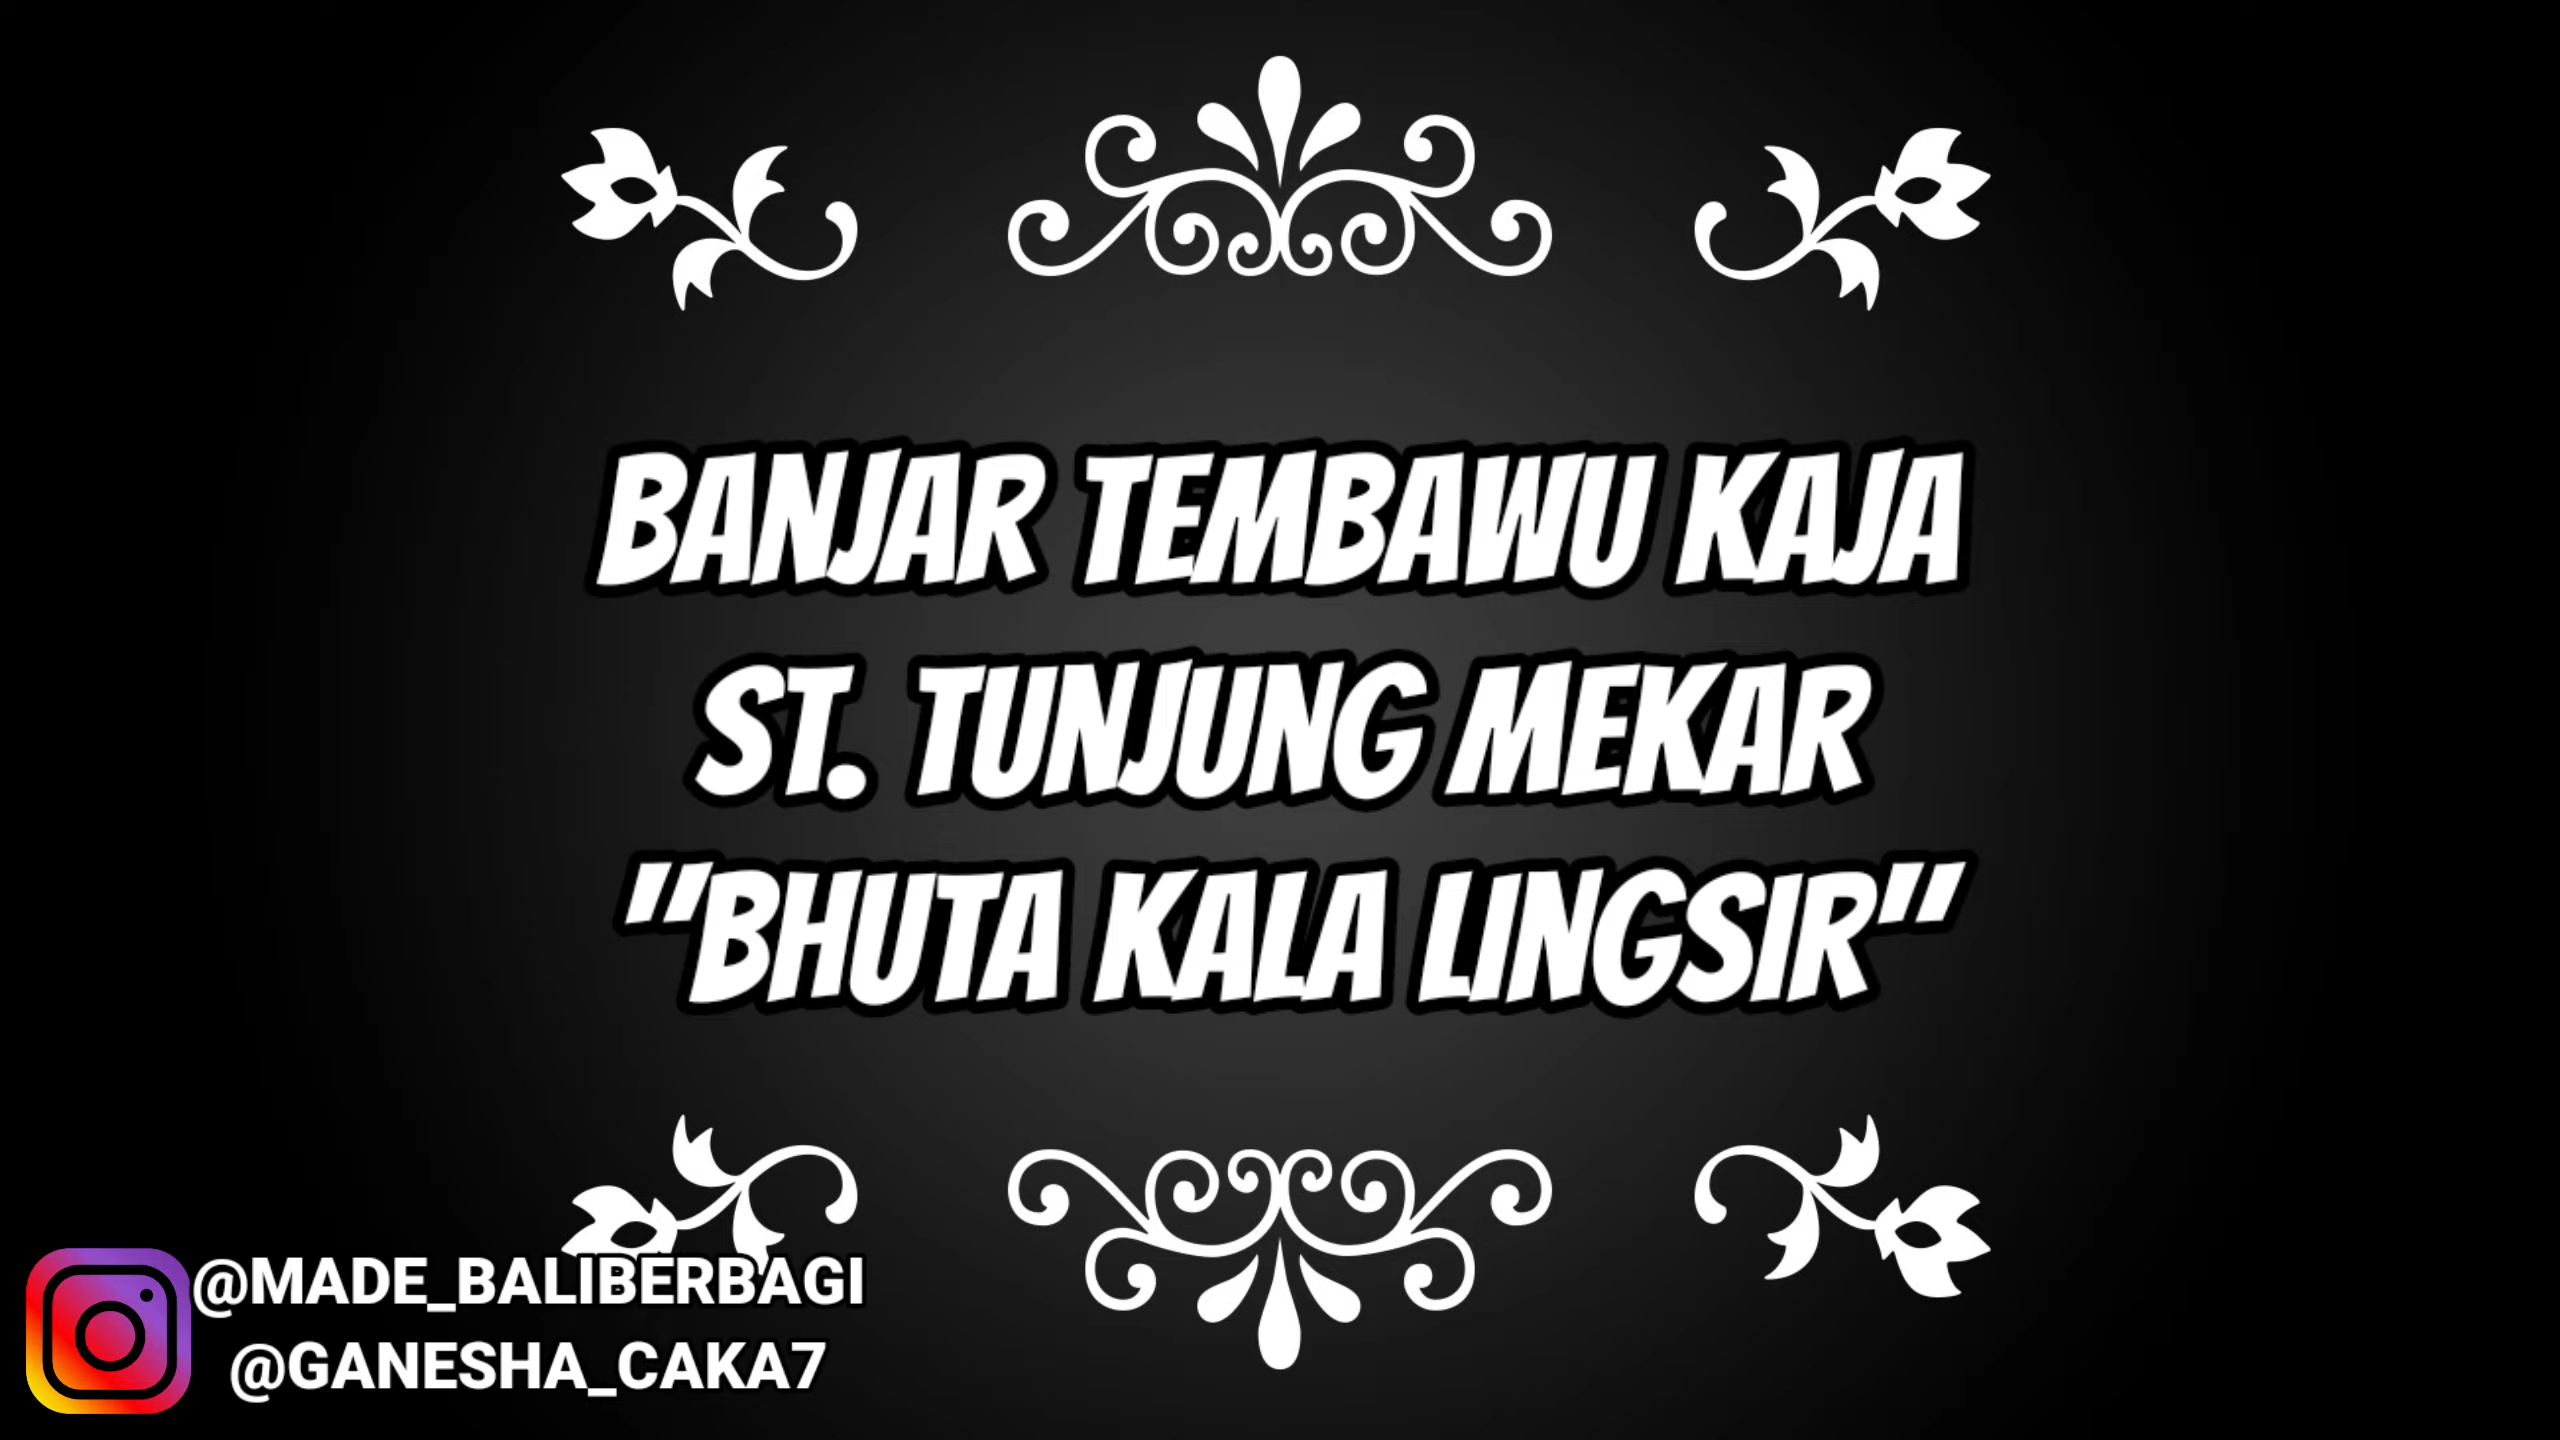 BANJAR TEMBAWU KAJA
ST. TUNJUNG MEKAR
"BHUTA KALA LINGSIR"
@MADE_BALIBERBAGI
@GANESHA_CAKA7